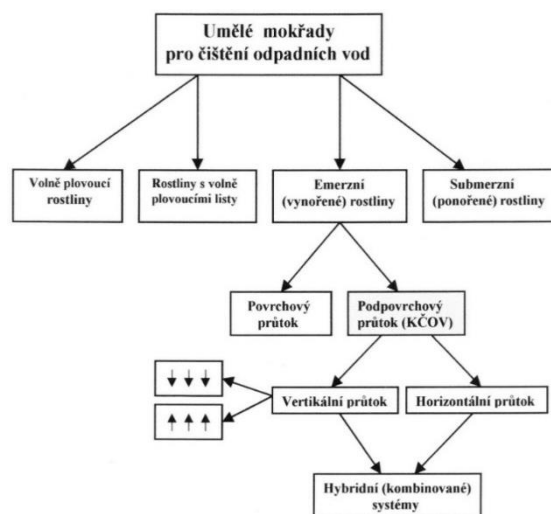 Umělé mokřady
pro čištění odpadních vod
Volně plovoucí
rostliny
Rostliny s volně
plovoucími listy
Emerzní
(vynořené) rostliny
Submerzní
(ponořené) rostliny
Povrchový
průtok
Podpovrchový
průtok (KČOV)
Vertikální průtok
Horizontální průtok
Hybridní (kombinované)
systémy